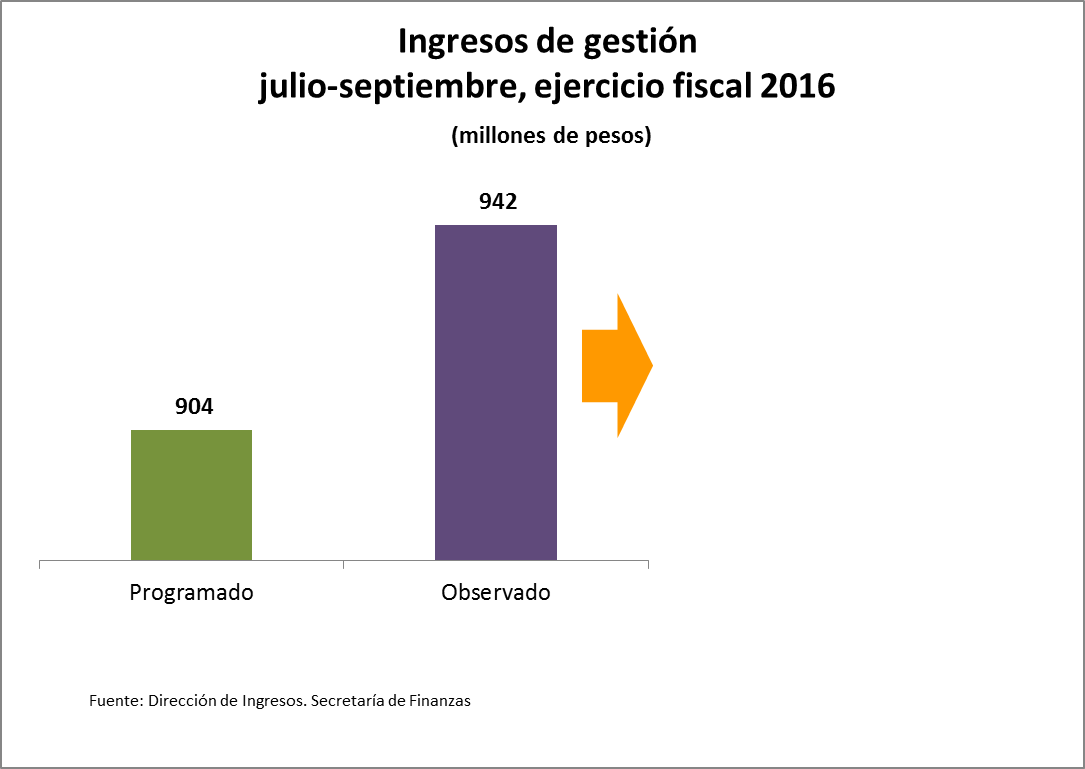 Ingresos de gestión
julio-septiembre, ejercicio fiscal 2016
(millones de pesos)
942
904
Programado
Observado
Fuente: Dirección de Ingresos. Secretaría de Finanzas